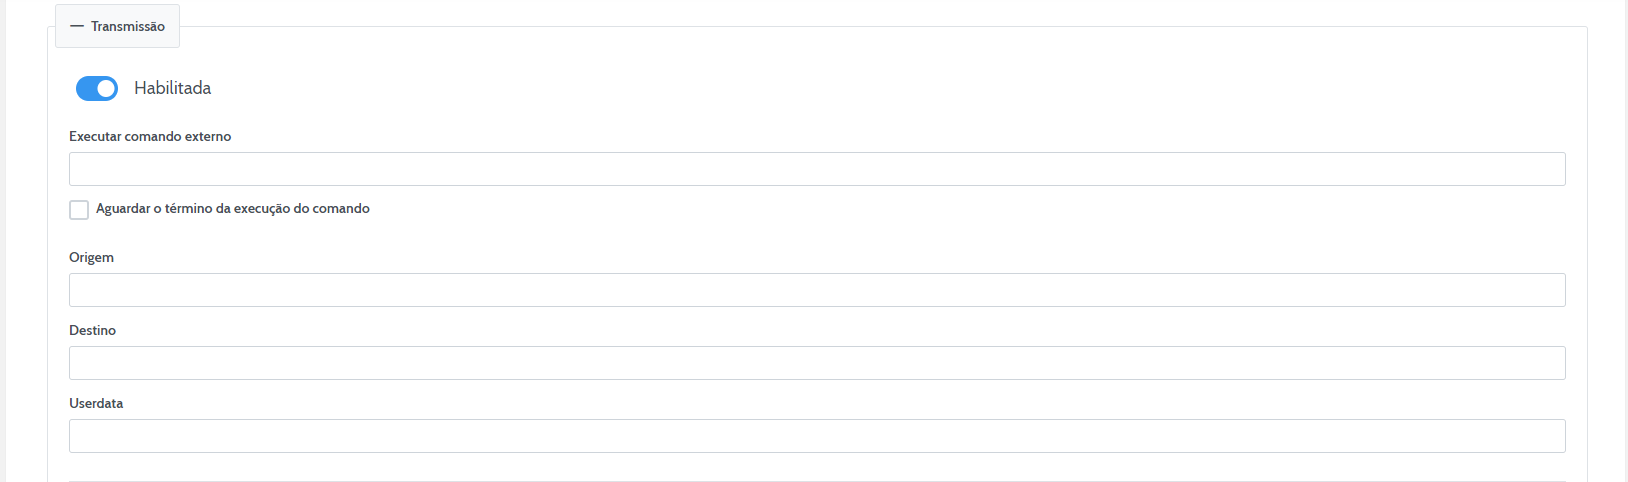 — Transmissão
Habilitada
Executar comando externo
Aguardar o término da execução do comando
Origem
Destino
Userdata